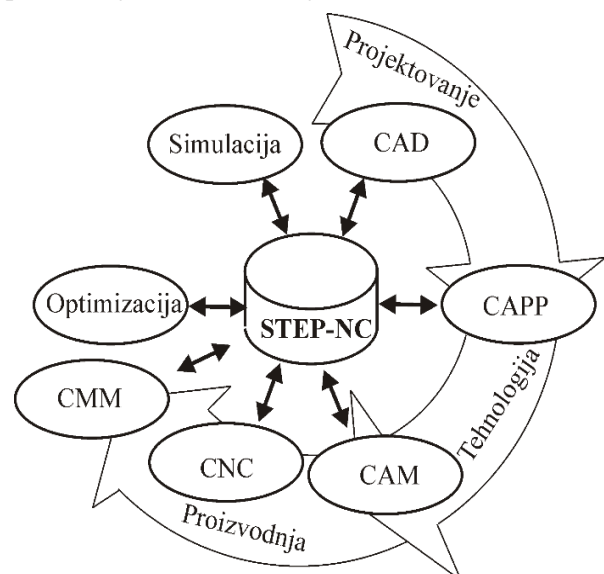 Projektovanje
Simulacija
CAD
Optimizacija
STEP-NC
CAPP
CMM
Tehnologija
CNC
CAM
Proizvodnja